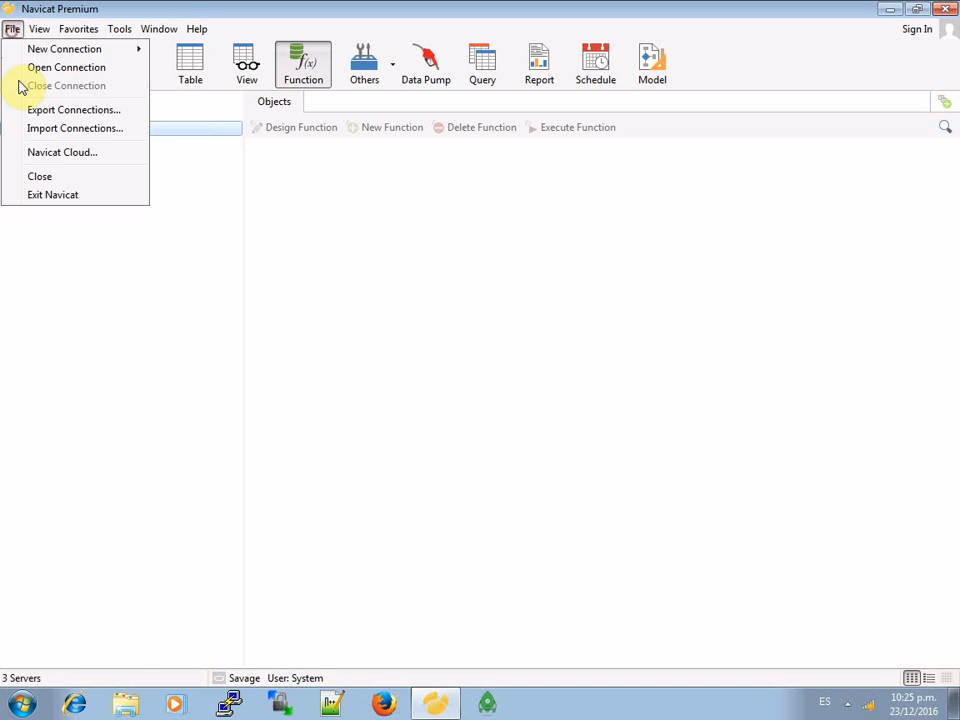 Navicat Premium
File View Favorites Tools Window Help Sign In
New Connection
Open Connection
Close Connection
Export Connections...
Import Connections...
Navicat Cloud...
Close
Exit Navicat
Table View Function Others Data Pump Query Report Schedule Model
Objects
Design Function New Function Delete Function Execute Function
3 Servers Savage User: System
ES 10:25 p.m.
23/12/2016